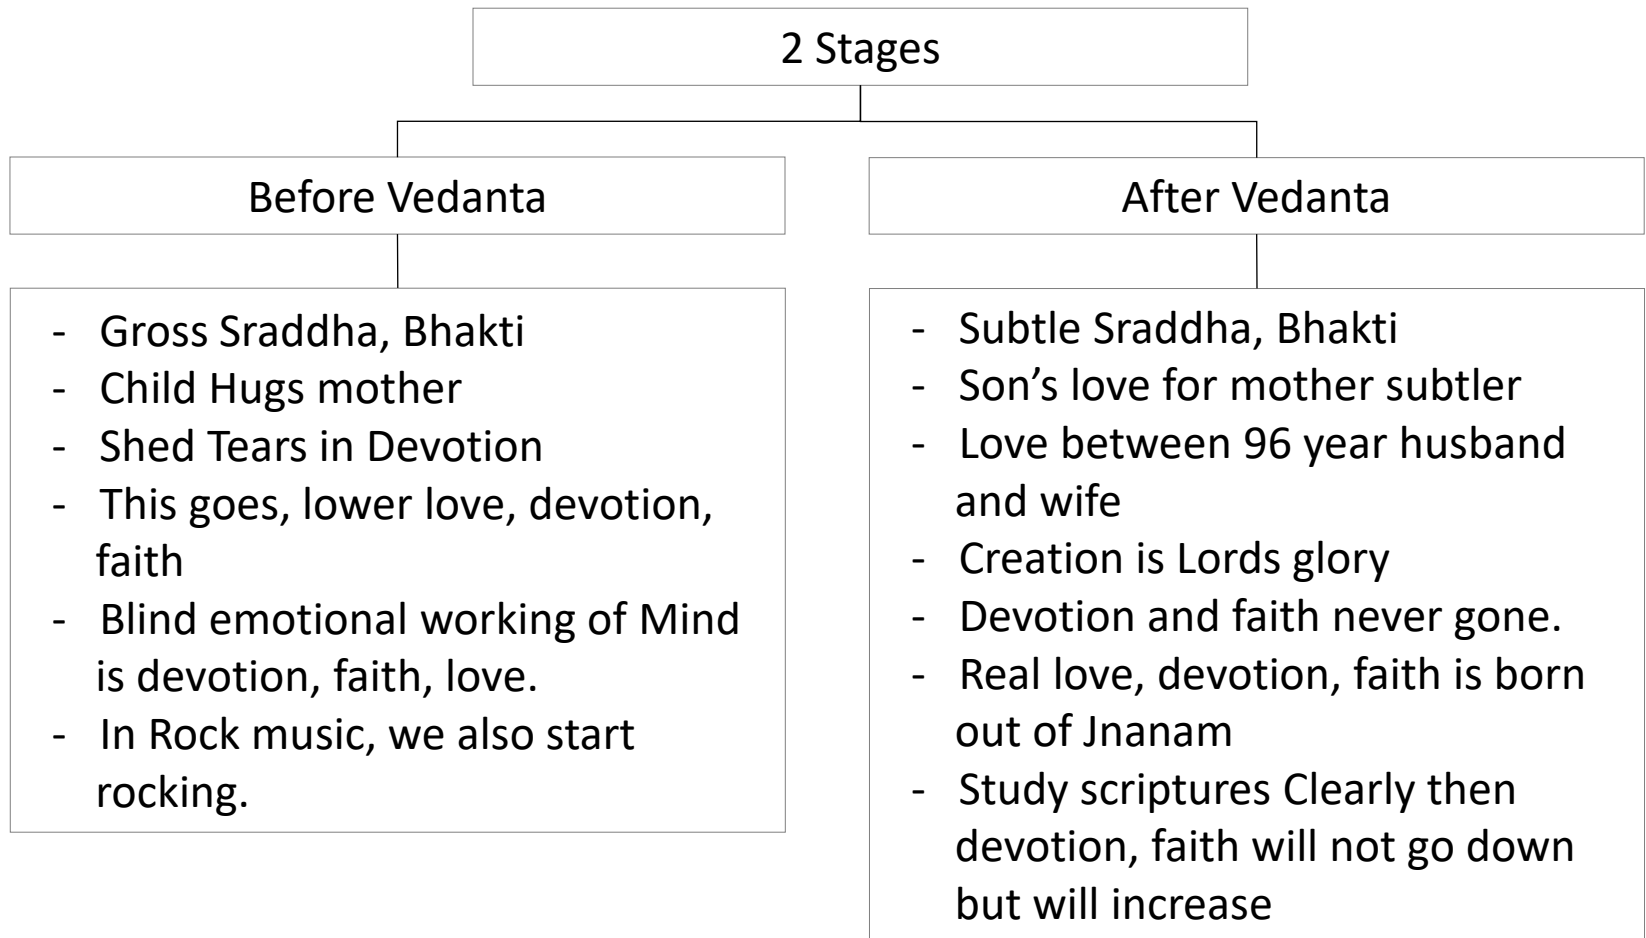 2 Stages
Before Vedanta
- Gross Sraddha, Bhakti
- Child Hugs mother
- Shed Tears in Devotion
- This goes, lower love, devotion,
faith
- Blind emotional working of Mind
is devotion, faith, love.
- In Rock music, we also start
rocking.
After Vedanta
- Subtle Sraddha, Bhakti
- Son’s love for mother subtler
- Love between 96 year husband
and wife
- Creation is Lords glory
- Devotion and faith never gone.
- Real love, devotion, faith is born
out of Jnanam
- Study scriptures Clearly then
devotion, faith will not go down
but will increase